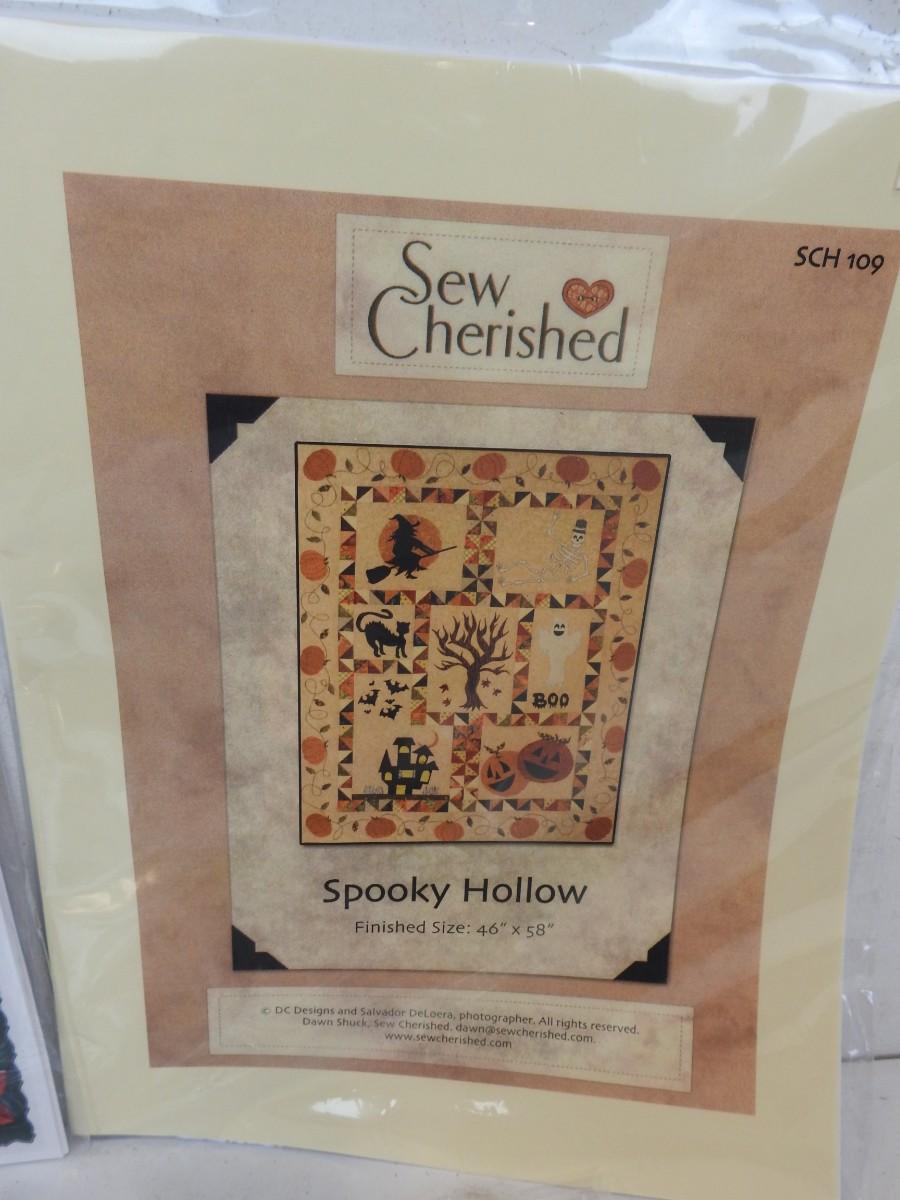 SCH 109
Sew
Cherished
BOO
Spooky Hollow
Finished Size: 46" x 58"
© DC Designs and Salvador DeLoera, photographer. All rights reserved.
Dawn Shuck, Sew Cherished, dawn@sewcherished.com.
www.sewcherished.com